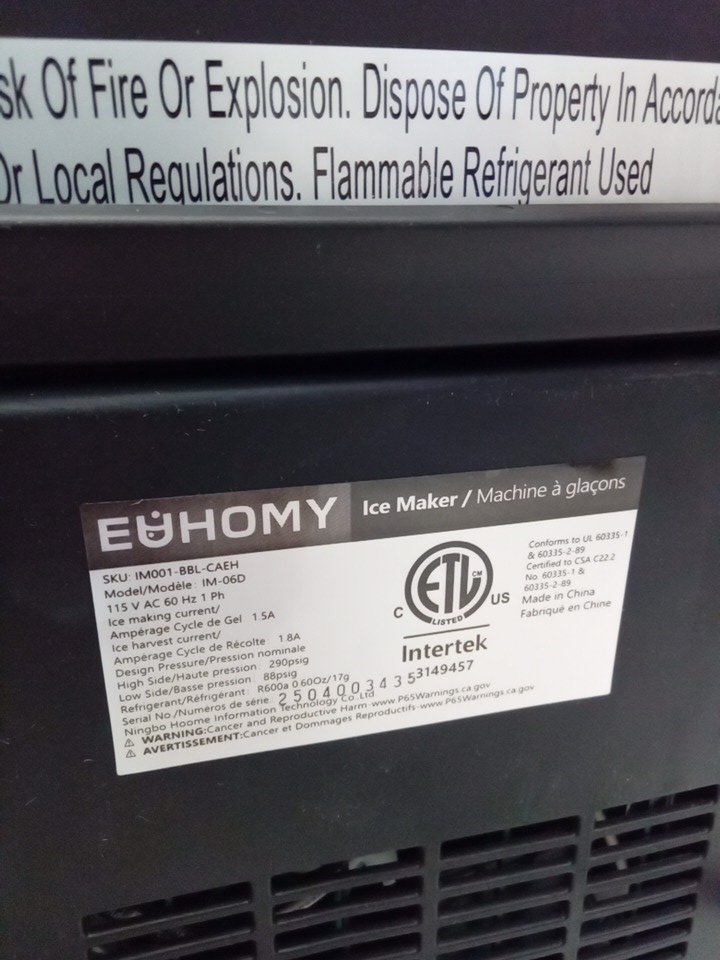 sk Of Fire Or Explosion. Dispose Of Property In Accorda
Or Local Regulations. Flammable Refrigerant Used
EUHOMY
Ice Maker / Machine à glaçons
SKU: IM001-BBL-CAEH
Model/Modèle: IM-06D
115 V AC 60 Hz 1 Ph
Ice making current/
Ampérage Cycle de Gel 1.5A
Ice harvest current/
Ampérage Cycle de Récolte: 1.8A
Design Pressure/Pression nominale
High Side/Haute pression: 290psig
Low Side/Basse pression: 88psig
Refrigerant/Réfrigérant: R600a 0.60Oz/17g
Serial No/Numéros de série: 2504003435
Ningbo Hoome Information Technology Co.,Ltd
WARNING:Cancer and Reproductive Harm-www.P65Warnings.ca.gov
AVERTISSEMENT:Cancer et Dommages Reproductifs-www.P65Warnings.ca.gov
ETL CM
LISTED
C US
Intertek
3149457
Conforms to UL 60335-1
& 60335-2-89
Certified to CSA C22.2
No. 60335-1 &
60335-2-89
Made in China
Fabriqué en Chine